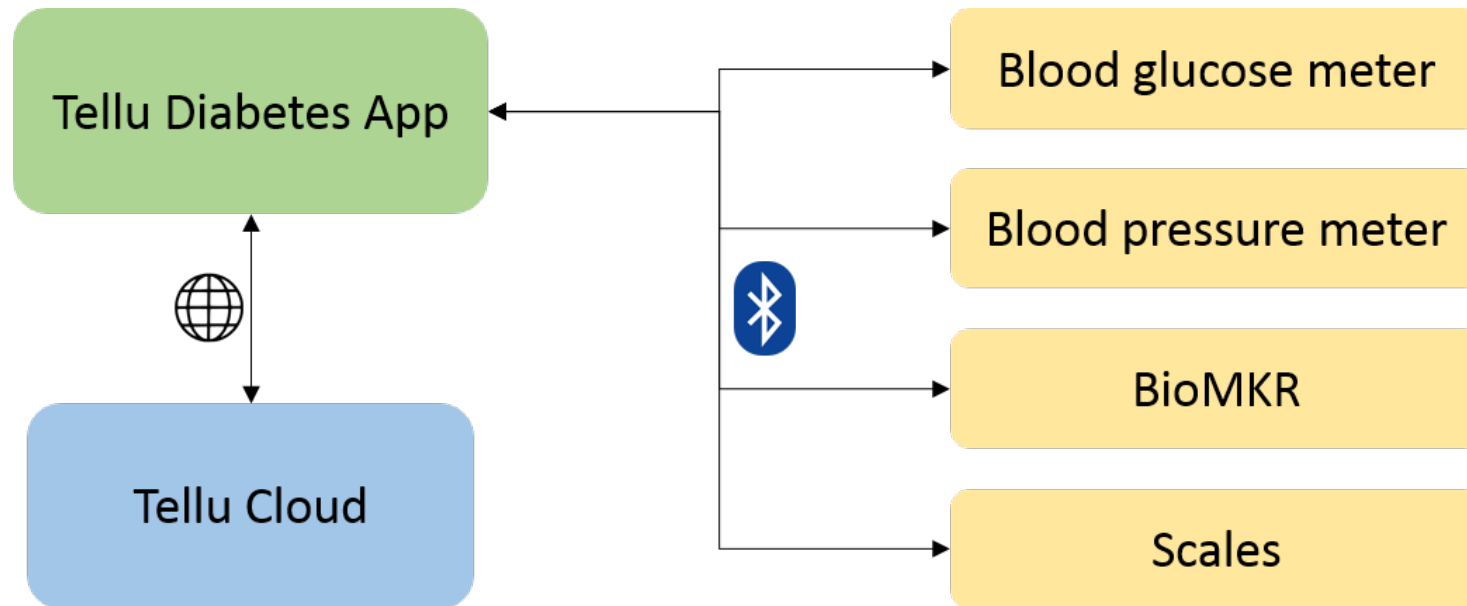 Tellu Diabetes App
Tellu Cloud
Blood glucose meter
Blood pressure meter
BioMKR
Scales